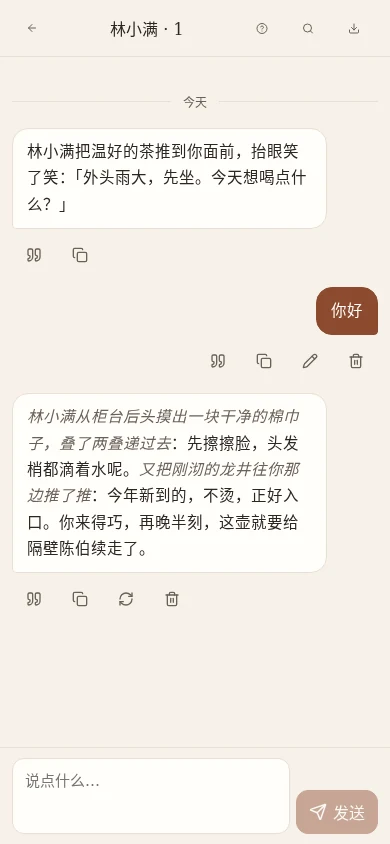 林小满 · 1
今天
林小满把温好的茶推到你面前，抬眼笑
了笑：「外头雨大，先坐。今天想喝点什
么？」
你好
林小满从柜台后头摸出一块干净的棉巾
子，叠了两叠递过去：先擦擦脸，头发
梢都滴着水呢。又把刚沏的龙井往你那
边推了推：今年新到的，不烫，正好入
口。你来得巧，再晚半刻，这壶就要给
隔壁陈伯续走了。
说点什么...
发送